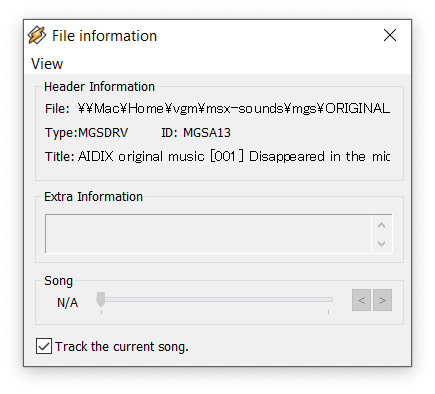 File information
View
Header Information
File: ¥¥Mac¥Home¥vgm¥msx-sounds¥mgs¥ORIGINAL
Type:MGSDRV ID: MGSA13
Title: AIDIX original music [001] Disappeared in the mid
Extra Information
Song
N/A < >
Track the current song.